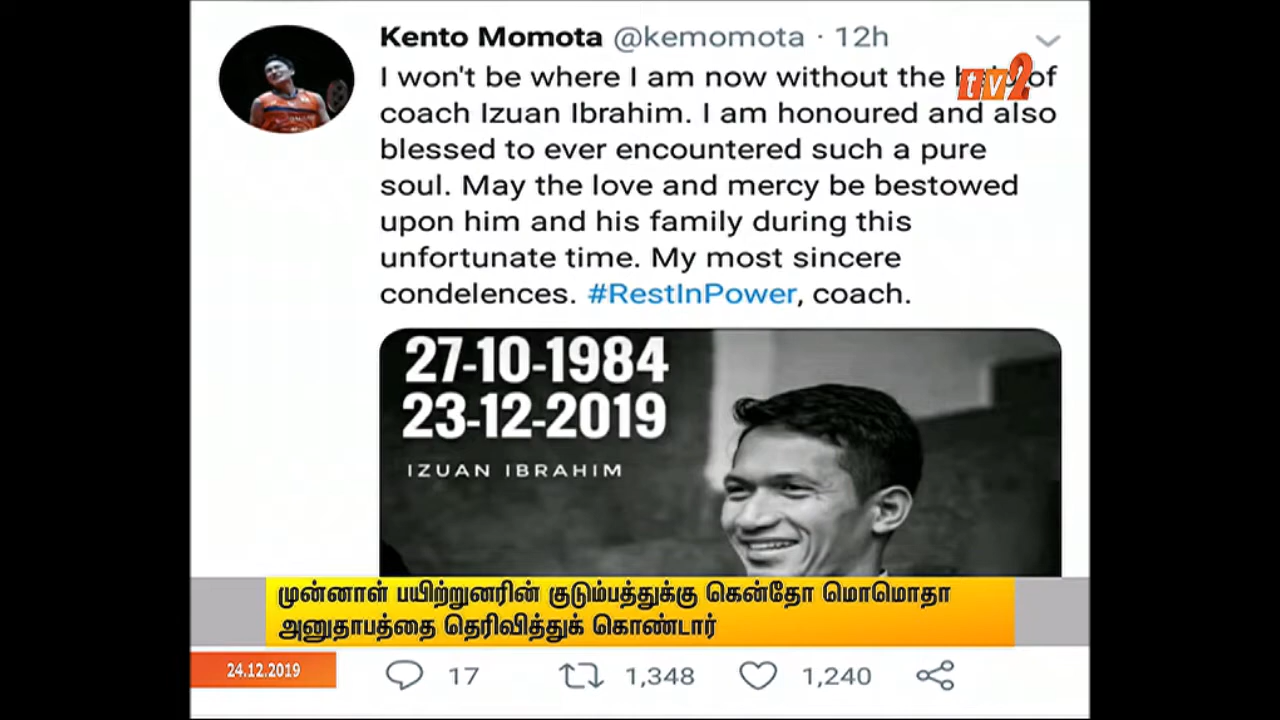 Kento Momota @kemomota · 12h
I won't be where I am now without the of
tv2
coach Izuan Ibrahim. I am honoured and also
blessed to ever encountered such a pure
soul. May the love and mercy be bestowed
upon him and his family during this
unfortunate time. My most sincere
condelences. #RestInPower, coach.
27-10-1984
23-12-2019
IZUAN IBRAHIM
முன்னாள் பயிற்றுனரின் குடும்பத்துக்கு கென்தோ மொமொதா
அனுதாபத்தை தெரிவித்துக் கொண்டார்
24.12.2019
17 1,348 1,240